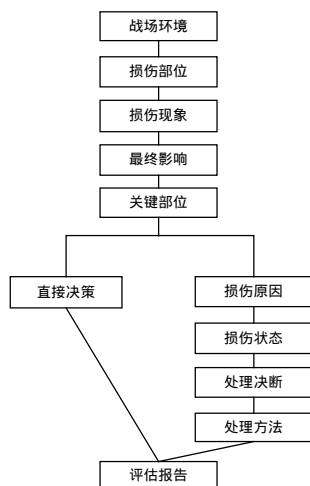 战场环境
损伤部位
损伤现象
最终影响
关键部位
直接决策
损伤原因
损伤状态
处理决断
处理方法
评估报告